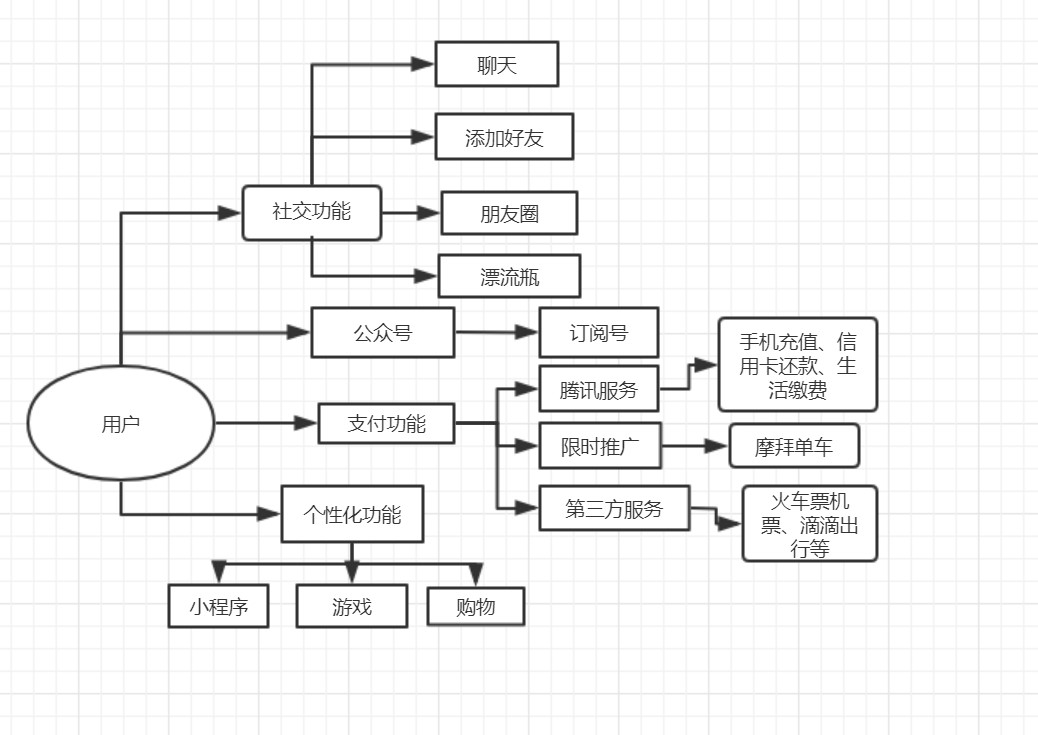 聊天
添加好友
社交功能
朋友圈
漂流瓶
公众号
订阅号
手机充值、信
用卡还款、生
活缴费
腾讯服务
用户
支付功能
限时推广
摩拜单车
第三方服务
火车票机
票、滴滴出
行等
个性化功能
小程序
游戏
购物